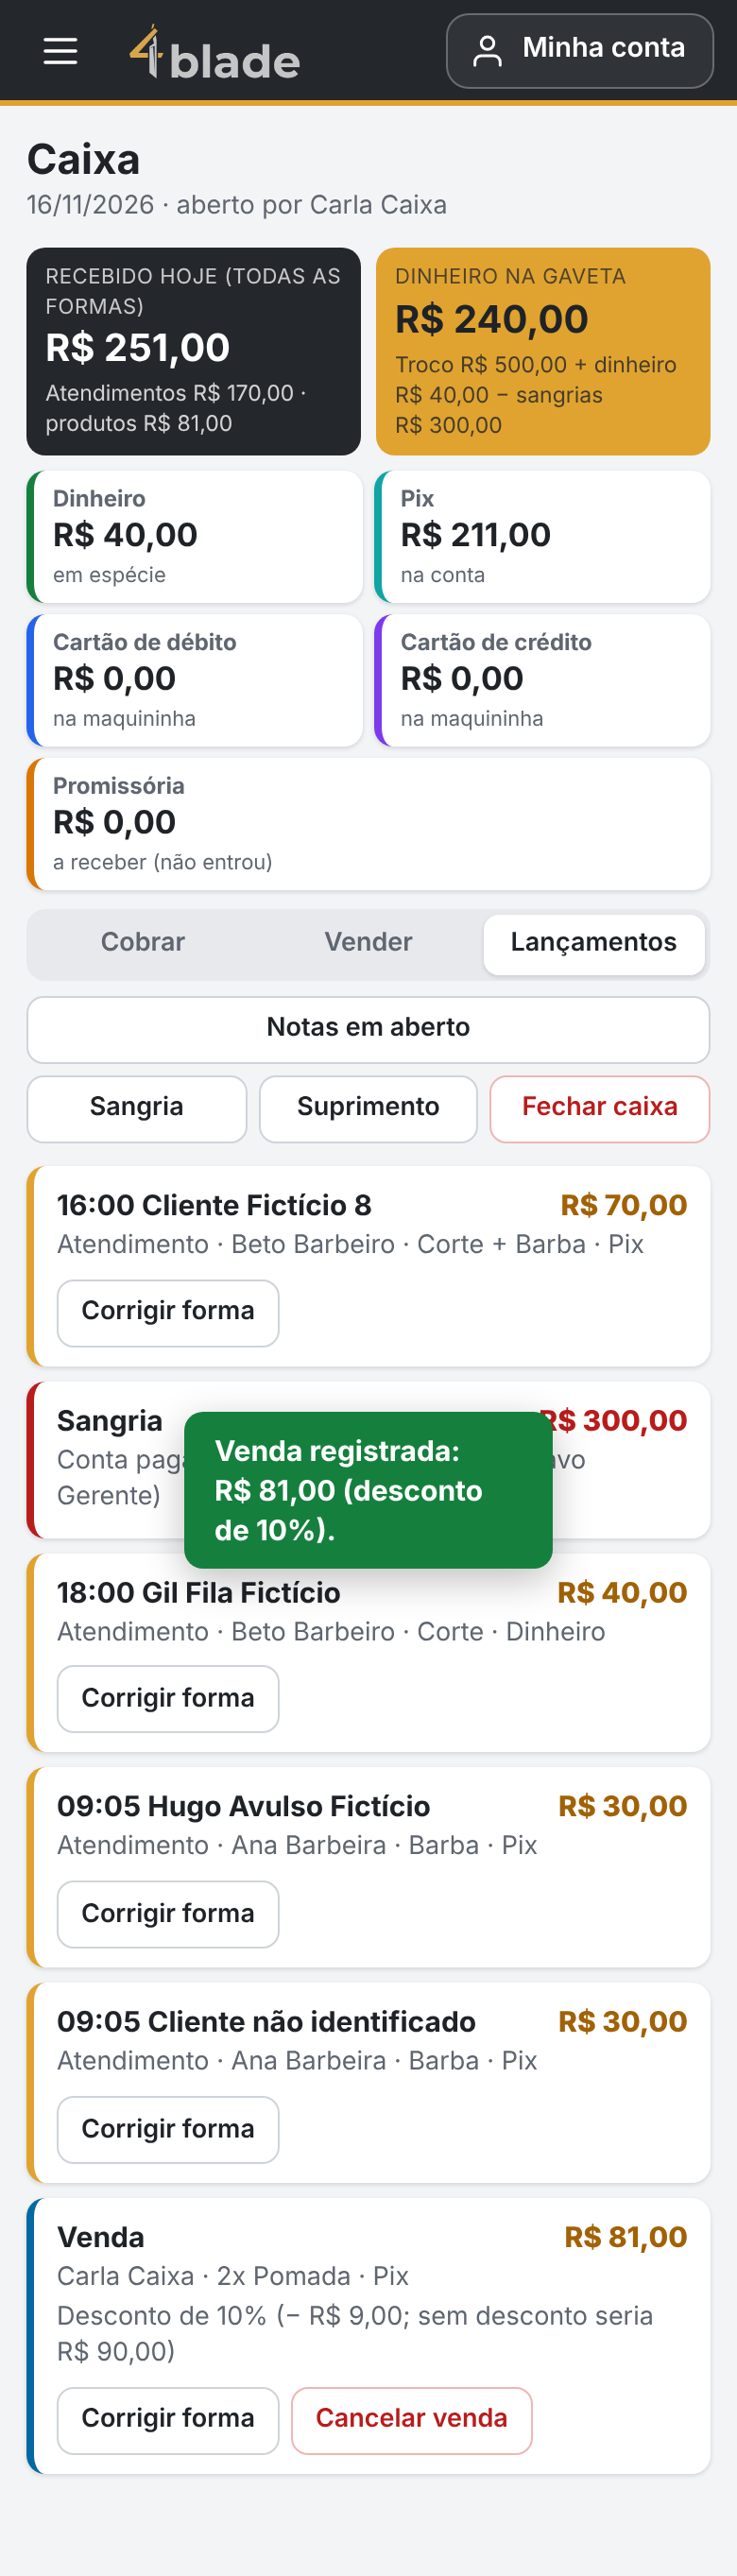 4blade
Minha conta
Caixa
16/11/2026 · aberto por Carla Caixa
RECEBIDO HOJE (TODAS AS
FORMAS)
R$ 251,00
Atendimentos R$ 170,00 ·
produtos R$ 81,00
DINHEIRO NA GAVETA
R$ 240,00
Troco R$ 500,00 + dinheiro
R$ 40,00 − sangrias
R$ 300,00
Dinheiro
R$ 40,00
em espécie
Pix
R$ 211,00
na conta
Cartão de débito
R$ 0,00
na maquininha
Cartão de crédito
R$ 0,00
na maquininha
Promissória
R$ 0,00
a receber (não entrou)
Cobrar
Vender
Lançamentos
Notas em aberto
Sangria
Suprimento
Fechar caixa
16:00 Cliente Fictício 8
R$ 70,00
Atendimento · Beto Barbeiro · Corte + Barba · Pix
Corrigir forma
Sangria
R$ 300,00
Conta
Gerente)
Venda registrada:
R$ 81,00 (desconto
de 10%).
18:00 Gil Fila Fictício
R$ 40,00
Atendimento · Beto Barbeiro · Corte · Dinheiro
Corrigir forma
09:05 Hugo Avulso Fictício
R$ 30,00
Atendimento · Ana Barbeira · Barba · Pix
Corrigir forma
09:05 Cliente não identificado
R$ 30,00
Atendimento · Ana Barbeira · Barba · Pix
Corrigir forma
Venda
R$ 81,00
Carla Caixa · 2x Pomada · Pix
Desconto de 10% (− R$ 9,00; sem desconto seria
R$ 90,00)
Corrigir forma
Cancelar venda